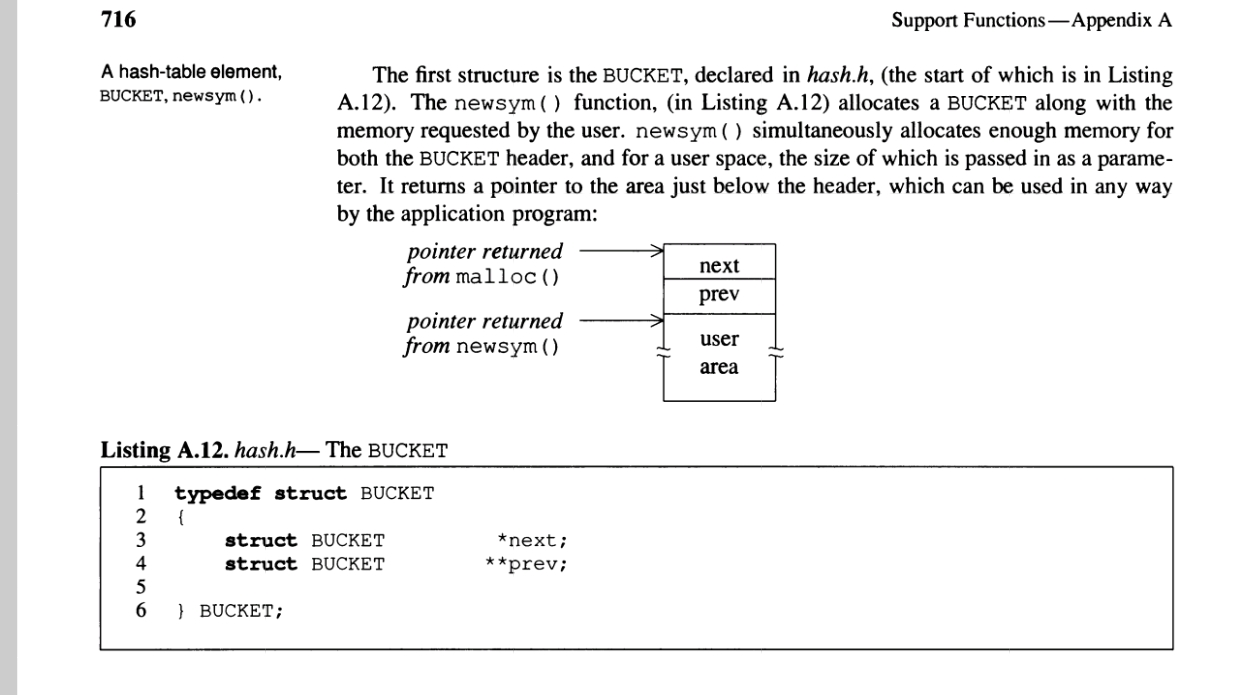 716
Support Functions—Appendix A
A hash-table element,
BUCKET, newsym().
The first structure is the BUCKET, declared in hash.h, (the start of which is in Listing
A.12). The newsym() function, (in Listing A.12) allocates a BUCKET along with the
memory requested by the user. newsym() simultaneously allocates enough memory for
both the BUCKET header, and for a user space, the size of which is passed in as a parame-
ter. It returns a pointer to the area just below the header, which can be used in any way
by the application program:
pointer returned
from malloc()
next
prev
pointer returned
from newsym()
user
area
Listing A.12. hash.h— The BUCKET
1 typedef struct BUCKET
2 {
3 struct BUCKET *next;
4 struct BUCKET **prev;
5
6 } BUCKET;